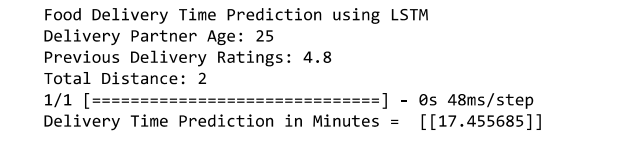 Food Delivery Time Prediction using LSTM
Delivery Partner Age: 25
Previous Delivery Ratings: 4.8
Total Distance: 2
1/1 [==============================] - 0s 48ms/step
Delivery Time Prediction in Minutes =  [[17.455685]]